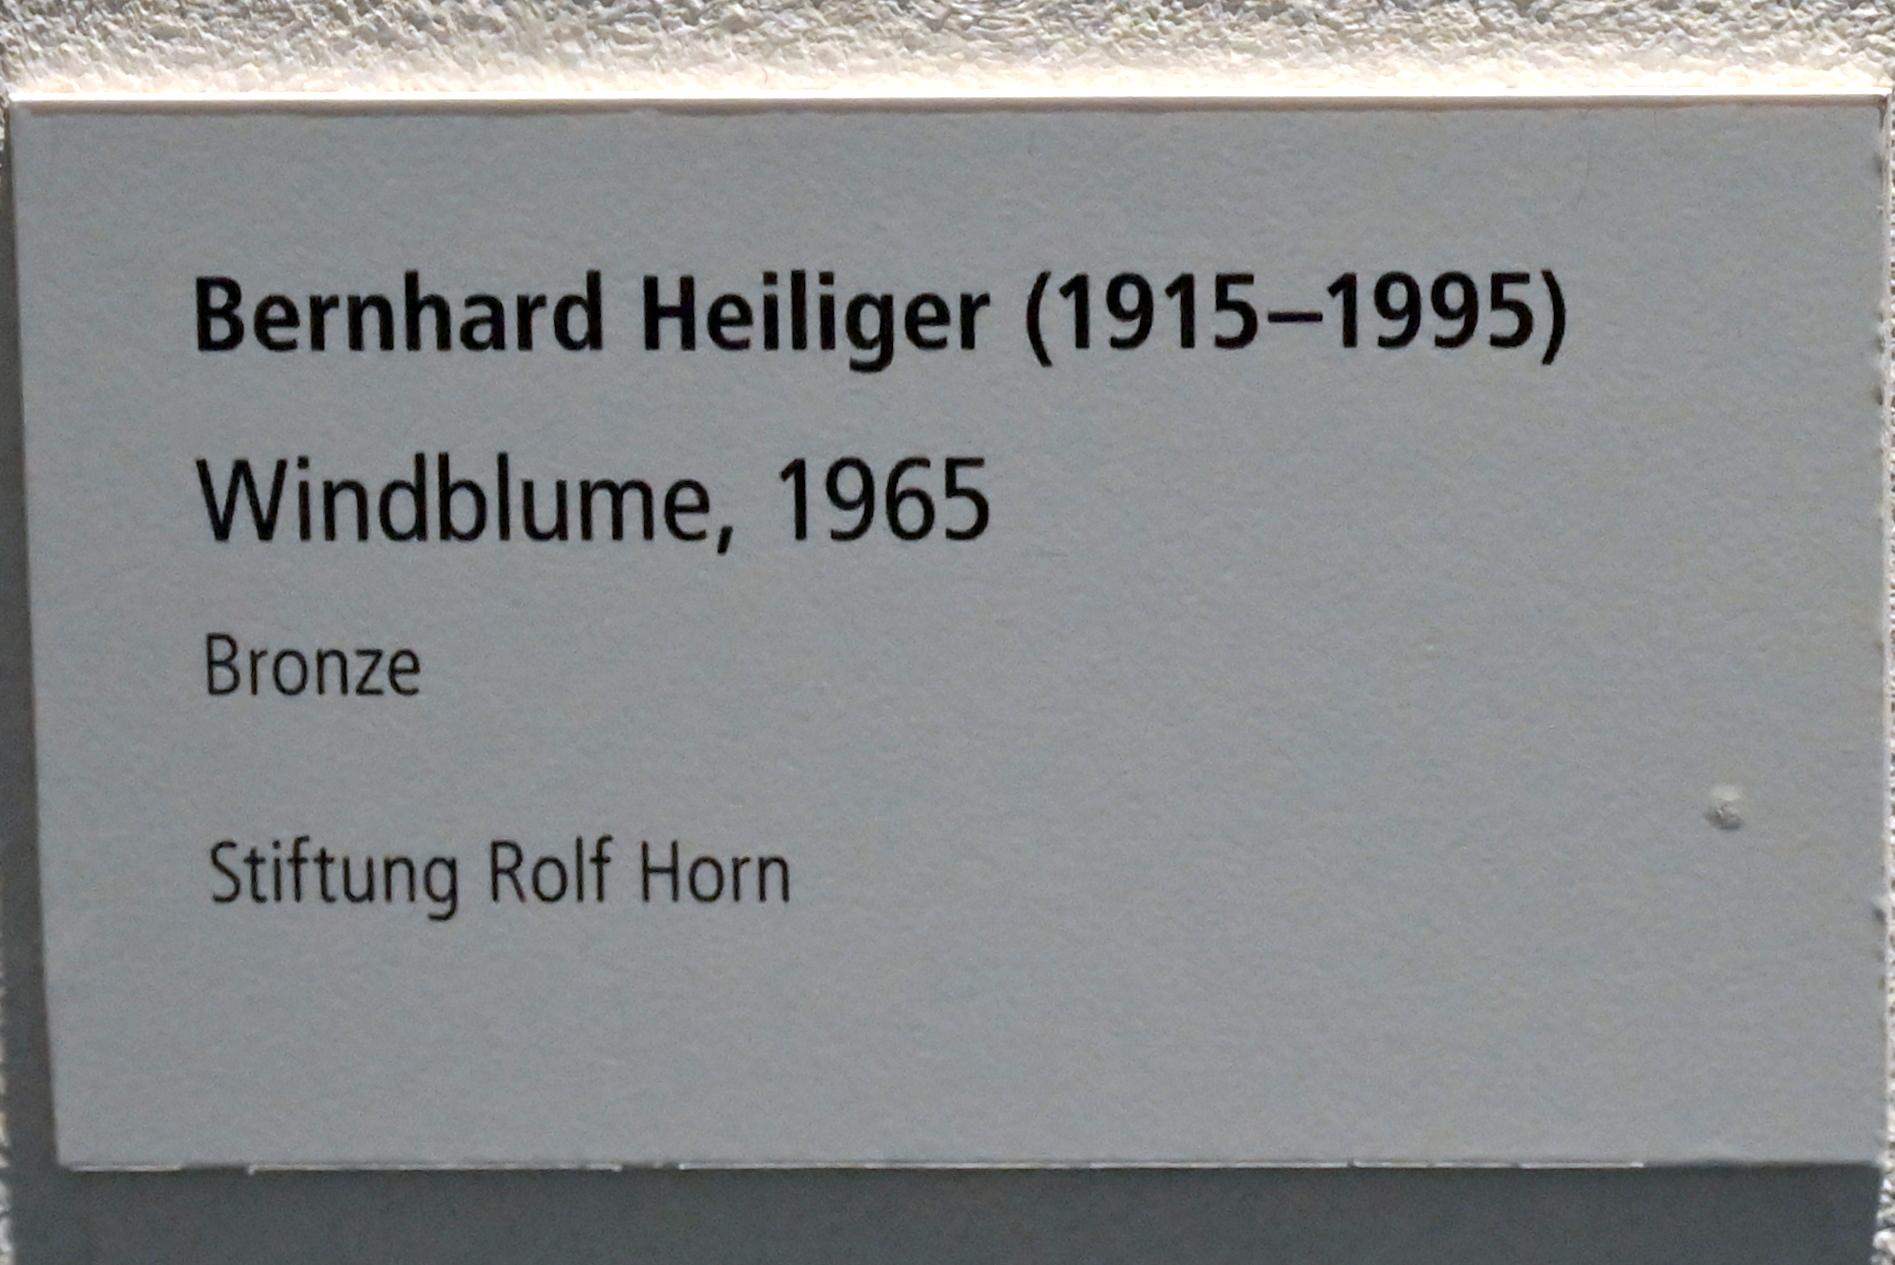 Bernhard Heiliger (1915–1995)
Windblume, 1965
Bronze
Stiftung Rolf Horn